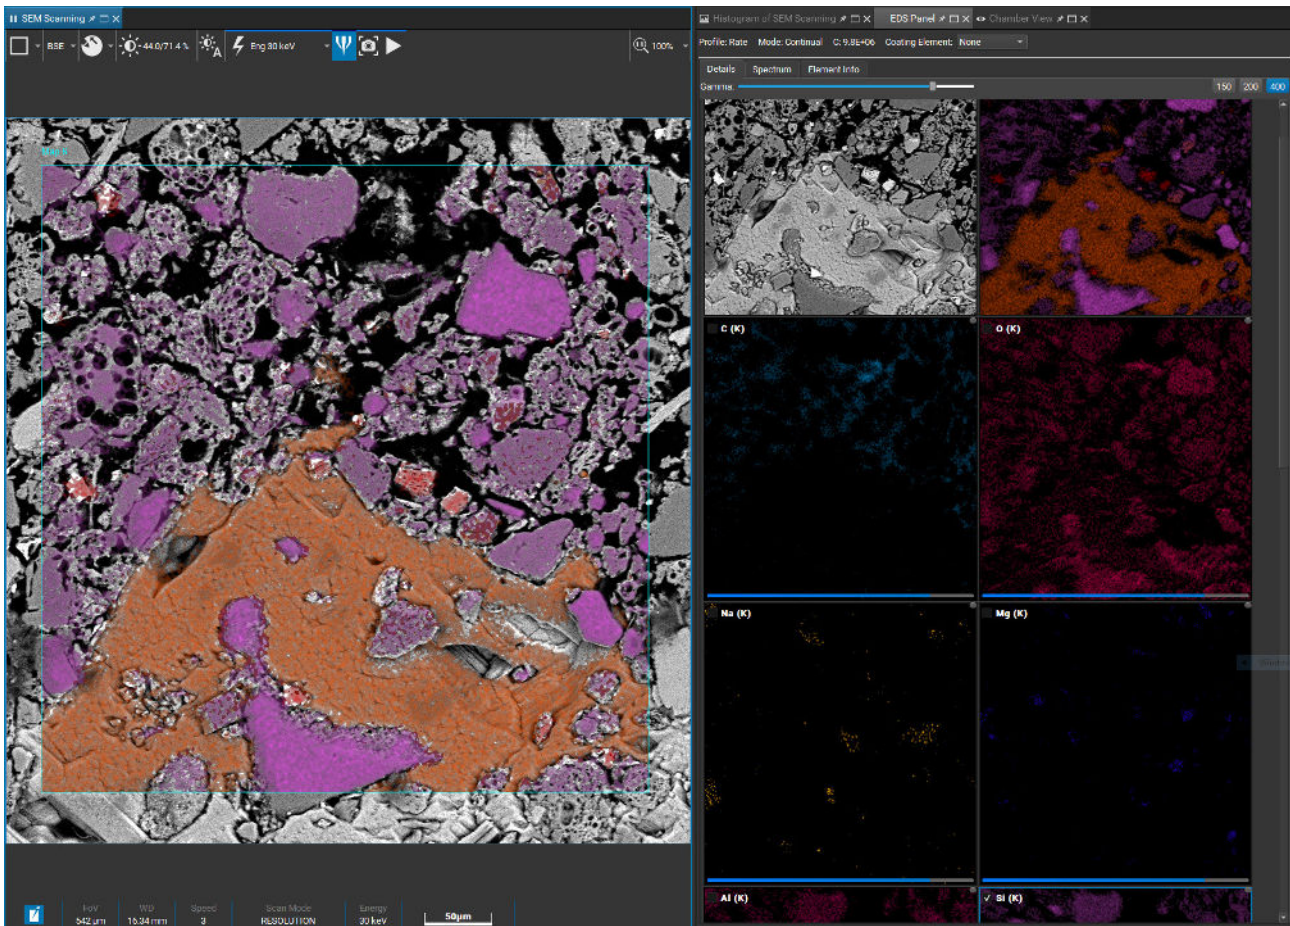 SEM Scanning
BSE
-44.0/71.4 %
Eng 30 keV
100%
FoV
542 µm
WD
16.34 mm
Speed
3
Scan Mode
RESOLUTION
Energy
30 keV
50µm
Histogram of SEM Scanning
EDS Panel
Chamber View
Profile: Rate Mode: Continual C: 9.8E+06 Coating Element: None
Details Spectrum Element Info
Gamma:
150 200 400
C (K)
O (K)
Na (K)
Mg (K)
Al (K)
Si (K)